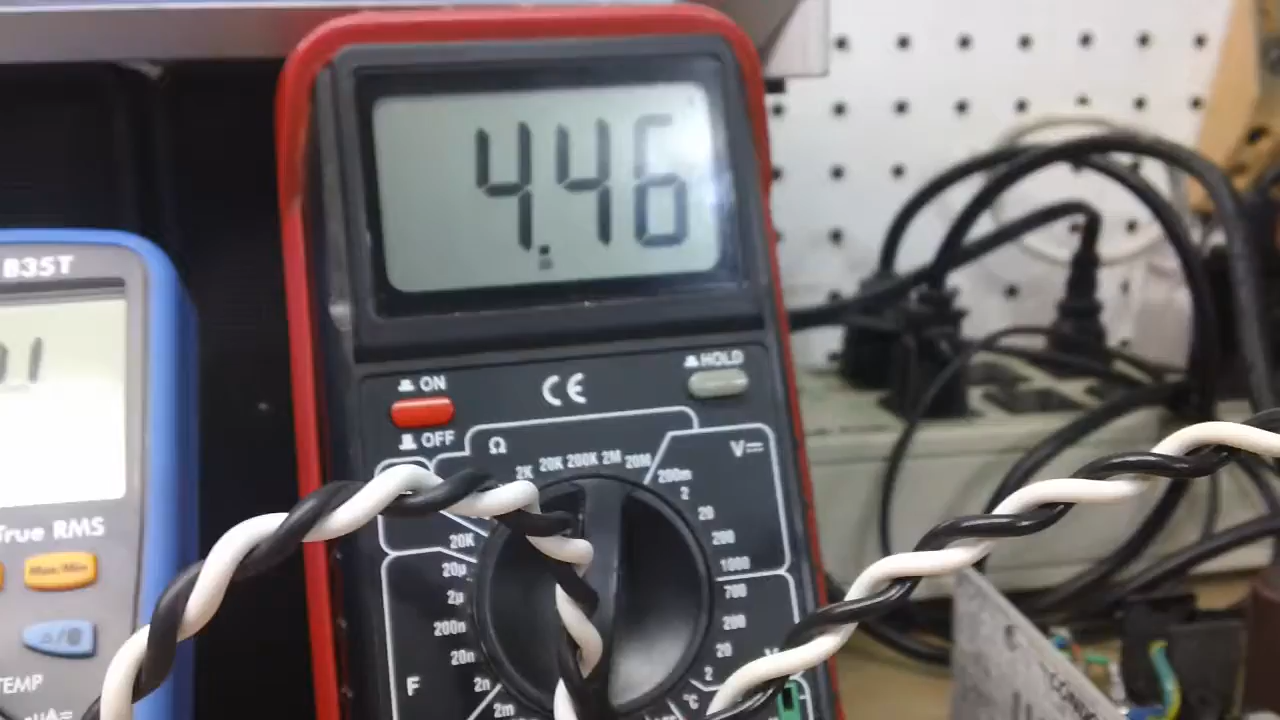 4.46
B35T
True RMS
Max/Min
TEMP
ON
CE
HOLD
OFF
Ω
2K 20K 200K 2M 20M
V
200m
2
20
200
1000
20K
20μ
2μ
200n
20n
2n
2m
F
700
200
20
2
V
°C